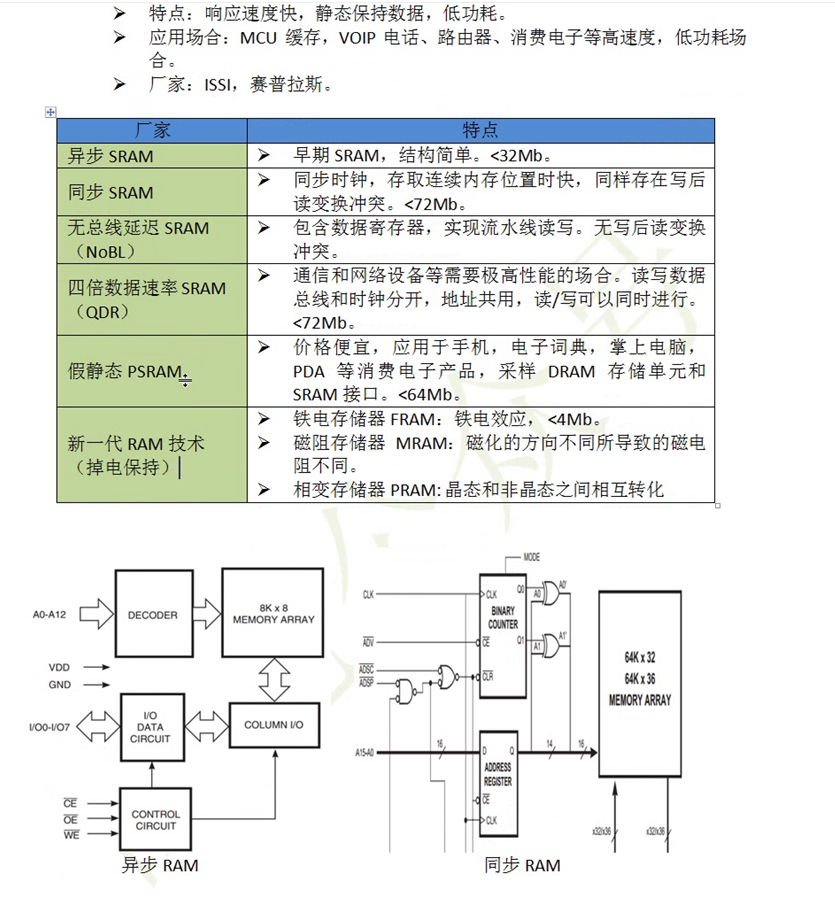 ➢ 特点：响应速度快，静态保持数据，低功耗。
➢ 应用场合：MCU 缓存，VOIP 电话、路由器、消费电子等高速度，低功耗场
合。
➢ 厂家：ISSI，赛普拉斯。
厂家 特点
异步 SRAM ➢ 早期 SRAM，结构简单。<32Mb。
同步 SRAM ➢ 同步时钟，存取连续内存位置时快，同样存在写后
读变换冲突。<72Mb。
无总线延迟 SRAM ➢ 包含数据寄存器，实现流水线读写。无写后读变换
（NoBL） 冲突。
四倍数据速率 SRAM
（QDR）
➢ 通信和网络设备等需要极高性能的场合。读写数据
总线和时钟分开，地址共用，读/写可以同时进行。
<72Mb。
假静态 PSRAM
➢ 价格便宜，应用于手机，电子词典，掌上电脑，
PDA 等消费电子产品，采样 DRAM 存储单元和
SRAM 接口。<64Mb。
新一代 RAM 技术
（掉电保持）
➢ 铁电存储器 FRAM：铁电效应，<4Mb。
➢ 磁阻存储器 MRAM：磁化的方向不同所导致的磁电
阻不同。
➢ 相变存储器 PRAM: 晶态和非晶态之间相互转化
A0-A12
DECODER
8K x 8
MEMORY ARRAY
VDD
GND
I/O0-I/O7
I/O
DATA
CIRCUIT
COLUMN I/O
CE
OE
WE
CONTROL
CIRCUIT
异步 RAM
MODE
CLK
CLK
Q0
A0
A0'
BINARY
COUNTER
ADV
CE
Q1
A1
A1'
ADSC
ADSP
CLR
64K x 32
64K x 36
MEMORY ARRAY
A15-A0
16
D
Q
14
16
ADDRESS
REGISTER
CE
CLK
x32/x36
x32/x36
同步 RAM